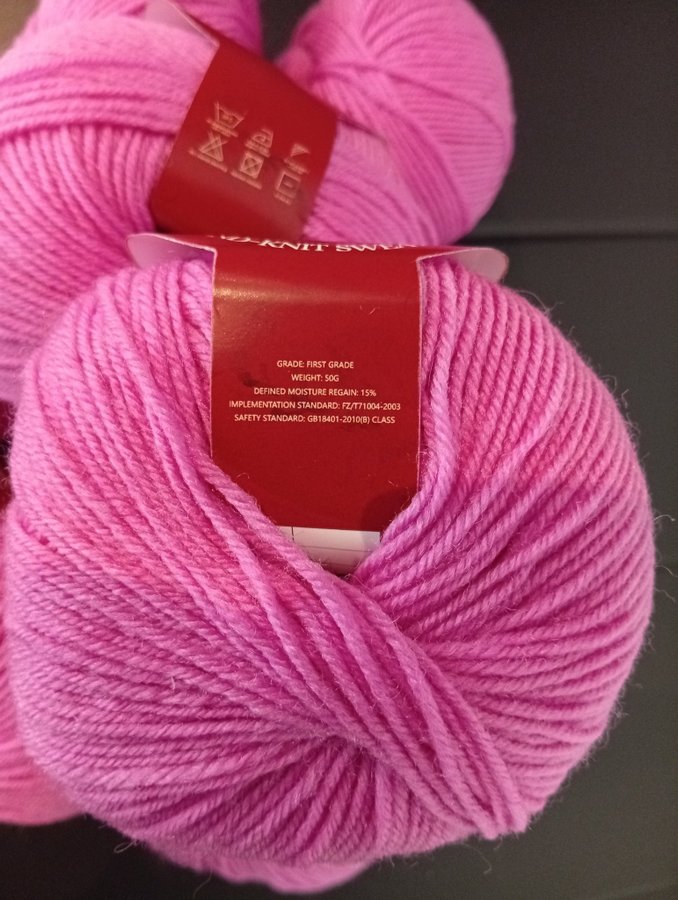 KNIT
GRADE: FIRST GRADE
WEIGHT: 50G
DEFINED MOISTURE REGAIN: 15%
IMPLEMENTATION STANDARD: FZ/T71004-2003
SAFETY STANDARD: GB18401-2010(B) CLASS